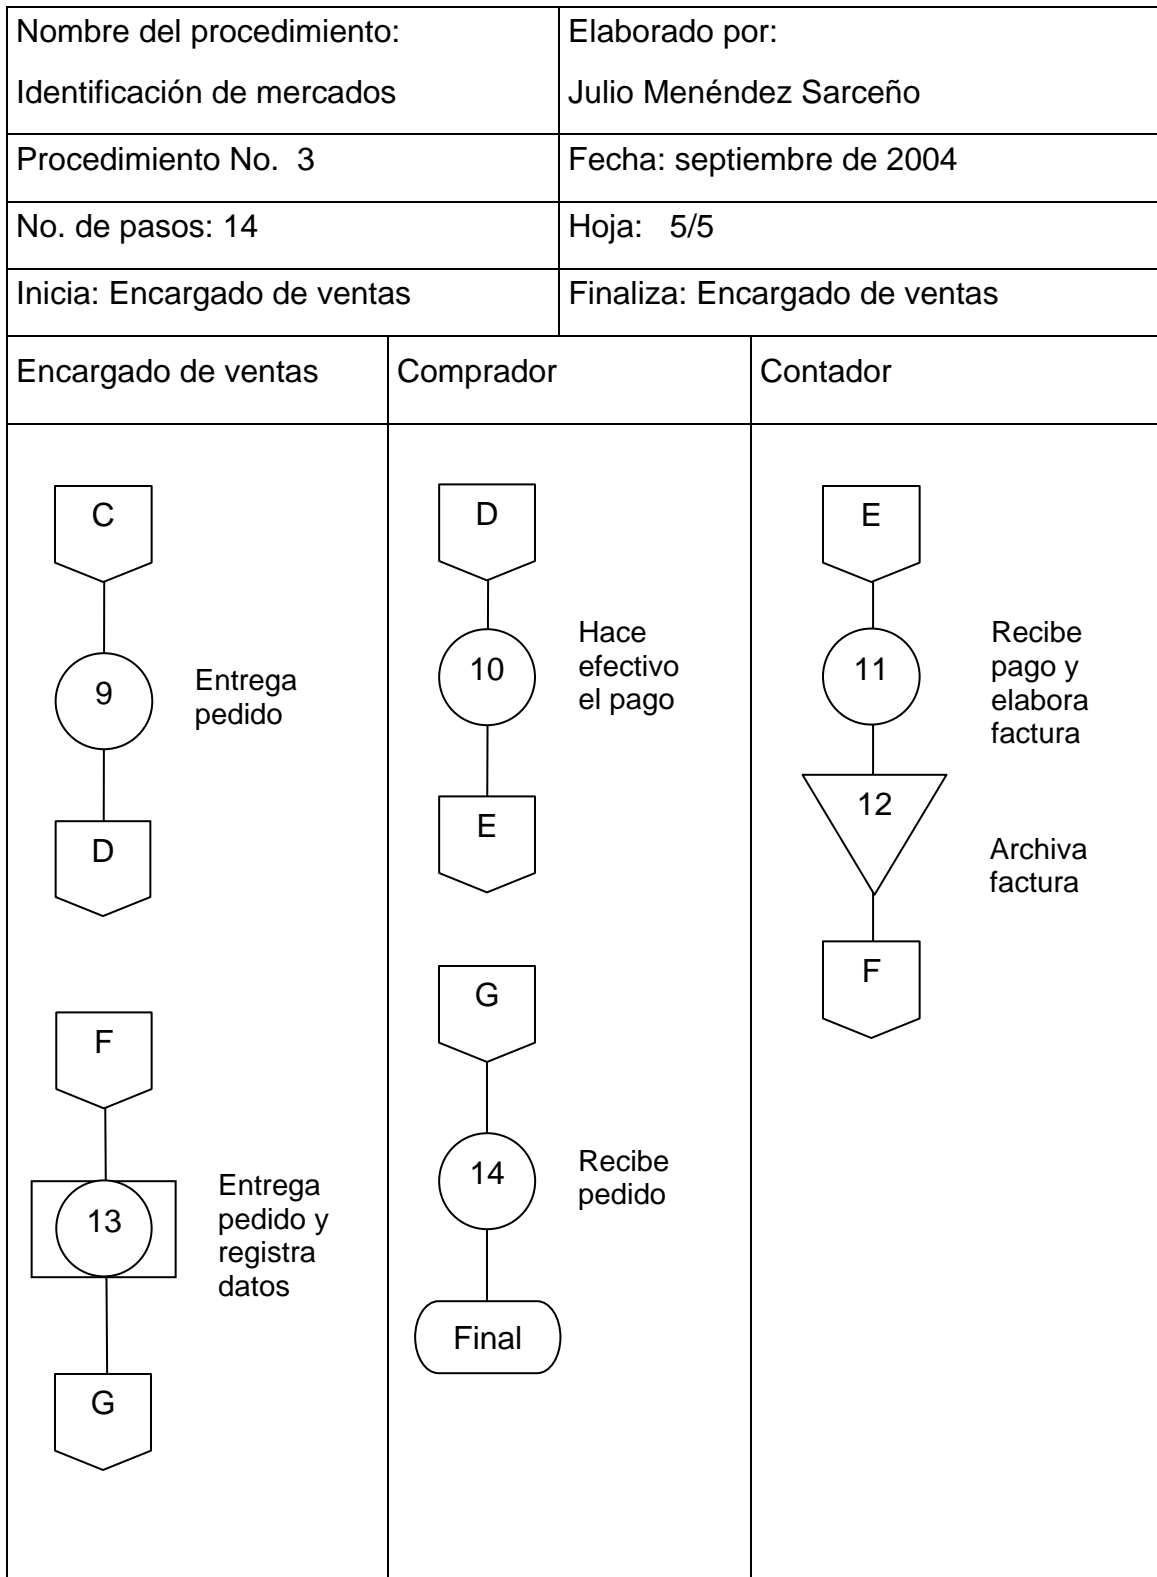 Nombre del procedimiento:
Identificación de mercados
Elaborado por:
Julio Menéndez Sarceño
Procedimiento No.  3
Fecha: septiembre de 2004
No. de pasos: 14
Hoja:   5/5
Inicia: Encargado de ventas
Finaliza: Encargado de ventas
Encargado de ventas
Comprador
Contador
C
9
Entrega
pedido
D
F
13
Entrega
pedido y
registra
datos
G
D
10
Hace
efectivo
el pago
E
G
14
Recibe
pedido
Final
E
11
Recibe
pago y
elabora
factura
12
Archiva
factura
F